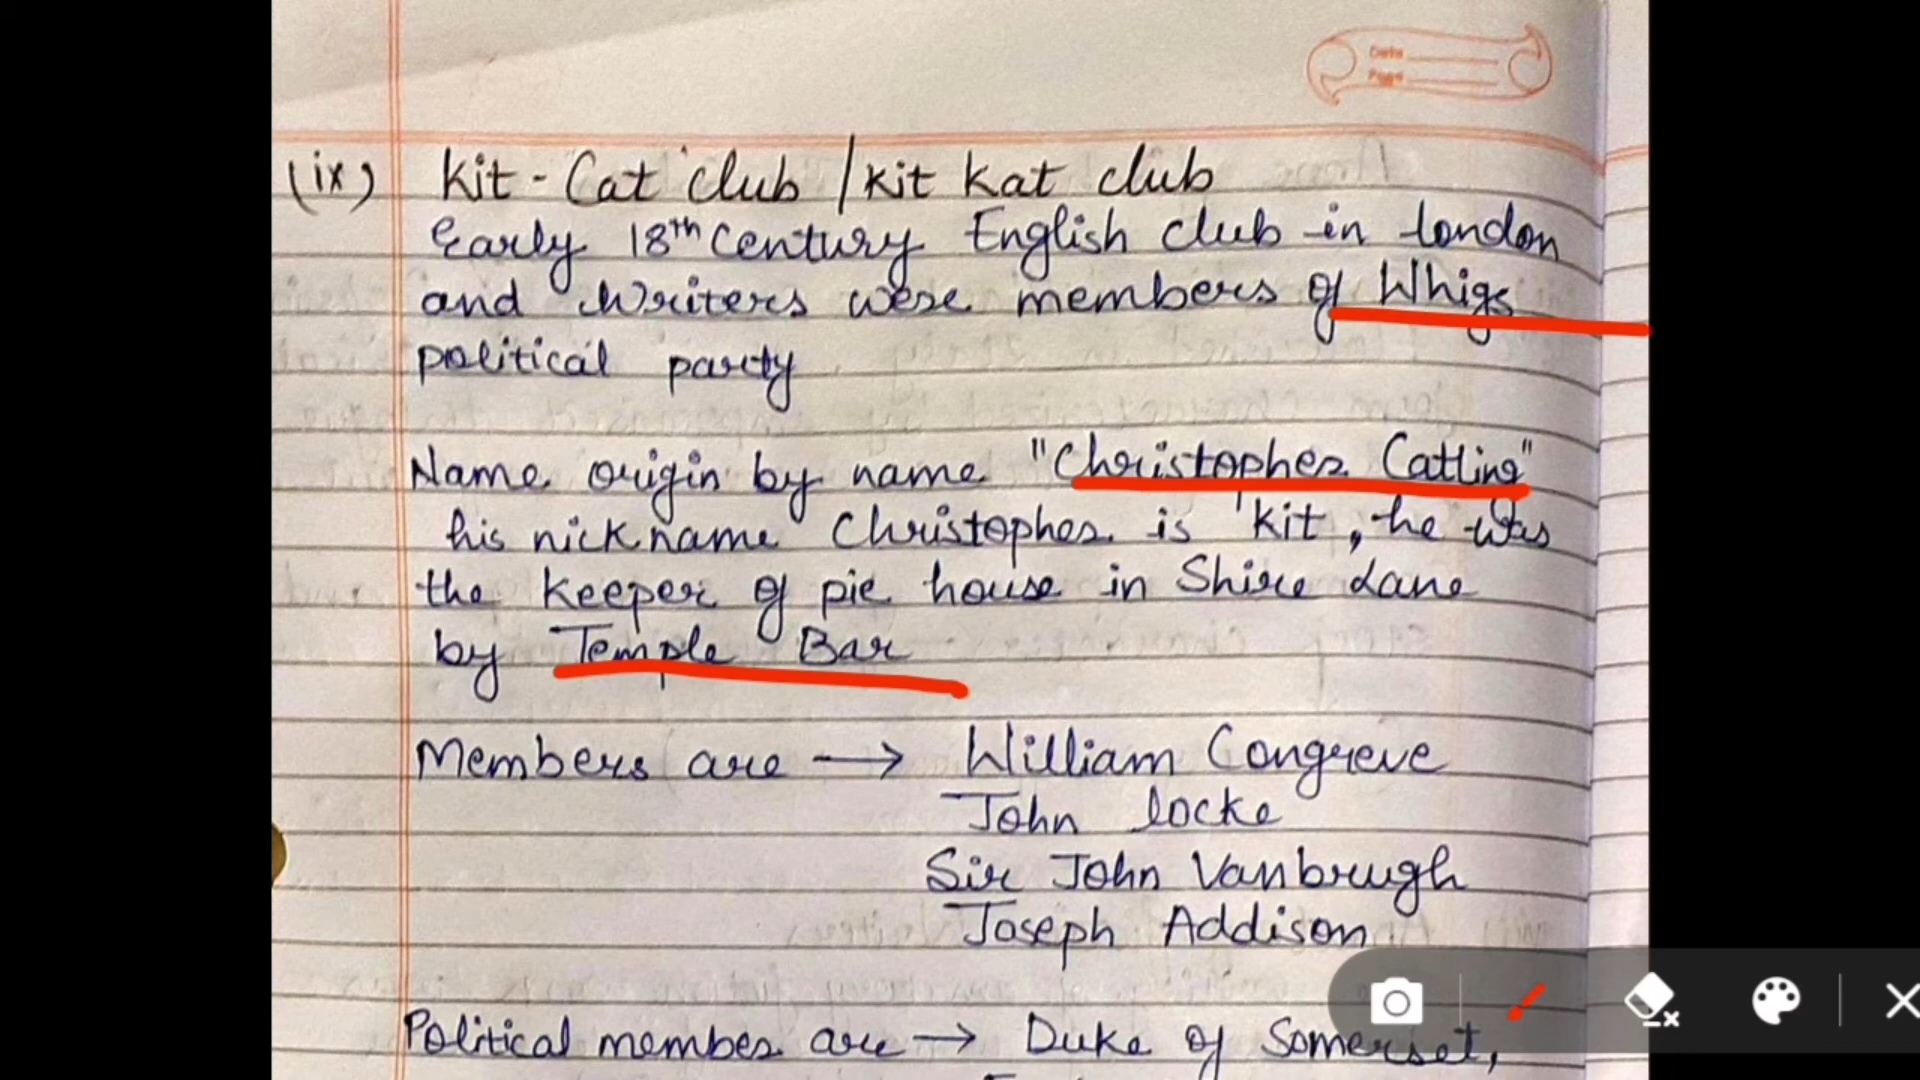 Date
Page
(ix) Kit-Cat club / Kit Kat club
Early 18th Century English club in london
and Writers were members of Whigs
political party
Name origin by name "Christopher Catling"
his nickname Christopher is 'Kit, he was
the keeper of pie house in Shire Lane
by Temple Bar
Members are → William Congreve
John locke
Sir John Vanbrugh
Joseph Addison
Political member are → Duke of Somerset,